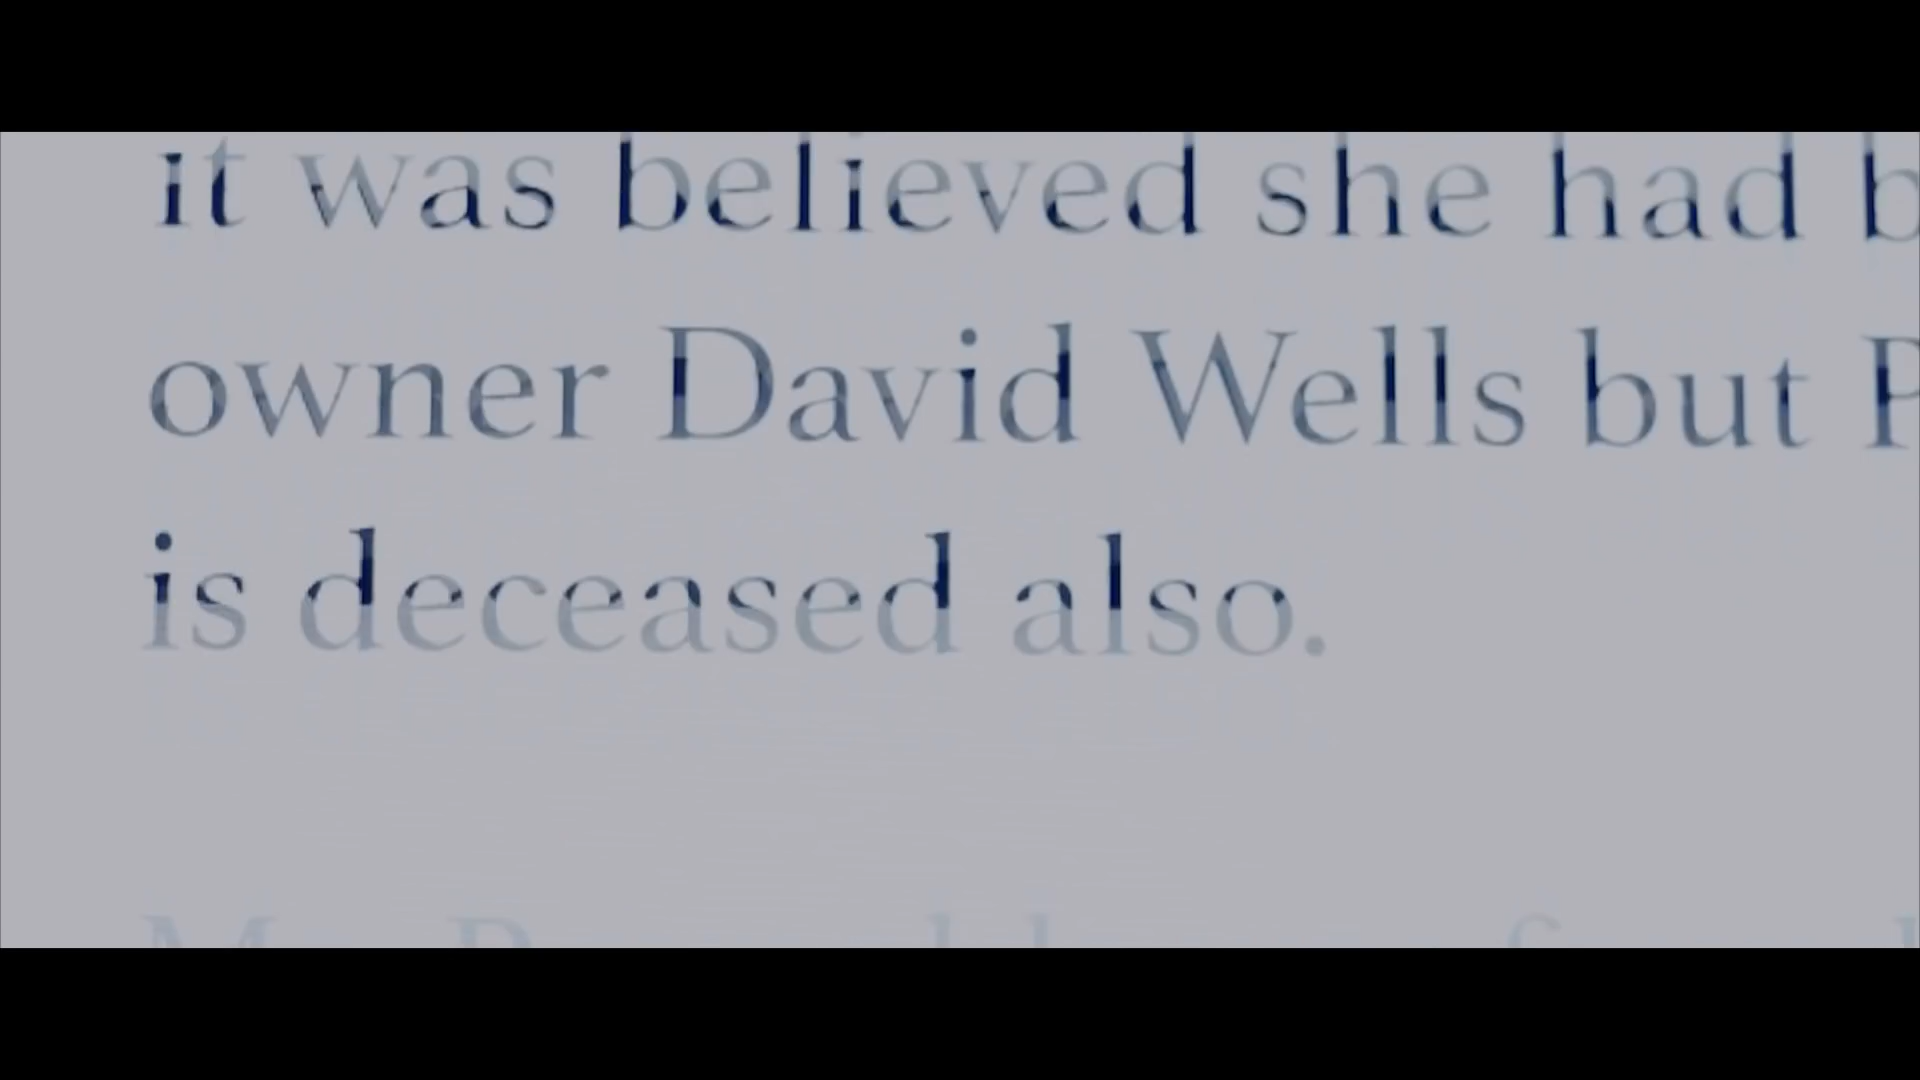 it was believed she had
owner David Wells but
is deceased also.